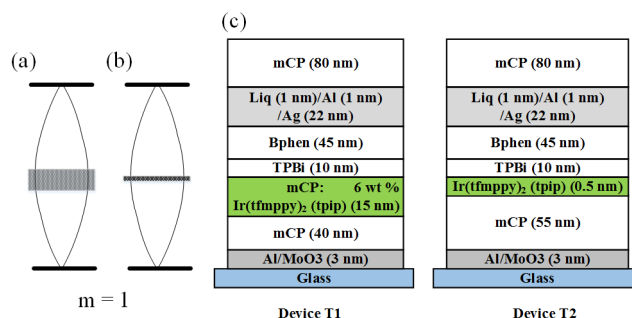 (a)
(b)
m = 1
(c)
mCP (80 nm)
Liq (1 nm)/Al (1 nm)
/Ag (22 nm)
Bphen (45 nm)
TPBi (10 nm)
mCP: 6 wt %
Ir(tfmppy)₂ (tpip) (15 nm)
mCP (40 nm)
Al/MoO3 (3 nm)
Glass
Device T1
mCP (80 nm)
Liq (1 nm)/Al (1 nm)
/Ag (22 nm)
Bphen (45 nm)
TPBi (10 nm)
Ir(tfmppy)₂ (tpip) (0.5 nm)
mCP (55 nm)
Al/MoO3 (3 nm)
Glass
Device T2